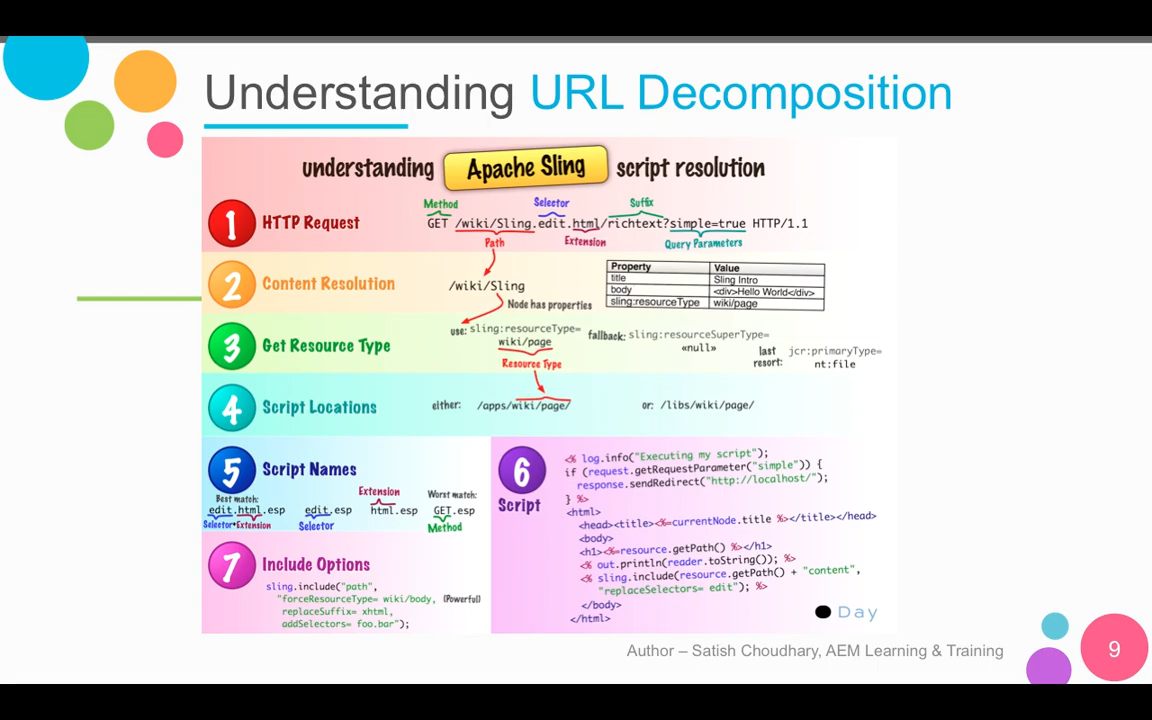 Understanding URL Decomposition
understanding Apache Sling script resolution
1 HTTP Request
Method
Selector
Suffix
GET /wiki/Sling.edit.html/richtext?simple=true HTTP/1.1
Path
Extension
Query Parameters
2 Content Resolution
/wiki/Sling
Node has properties
Property Value
title Sling Intro
body <div>Hello World</div>
sling:resourceType wiki/page
3 Get Resource Type
use: sling:resourceType=
wiki/page
Resource Type
fallback: sling:resourceSuperType=
«null»
last resort: jcr:primaryType=
nt:file
4 Script Locations
either: /apps/wiki/page/
or: /libs/wiki/page/
5 Script Names
Best match:
edit.html.esp
Selector+Extension
edit.esp
Selector
Extension
html.esp
Worst match:
GET.esp
Method
6 Script
<% log.info("Executing my script");
if (request.getRequestParameter("simple")) {
response.sendRedirect("http://localhost/");
} %>
<html>
<head><title><%=currentNode.title %></title></head>
<body>
<h1><%=resource.getPath() %></h1>
<% out.println(reader.toString()); %>
<% sling.include(resource.getPath() + "content",
"replaceSelectors= edit"); %>
</body>
</html>
Day
7 Include Options
sling.include("path",
"forceResourceType= wiki/body, (Powerful)
replaceSuffix= xhtml,
addSelectors= foo.bar");
Author – Satish Choudhary, AEM Learning & Training
9